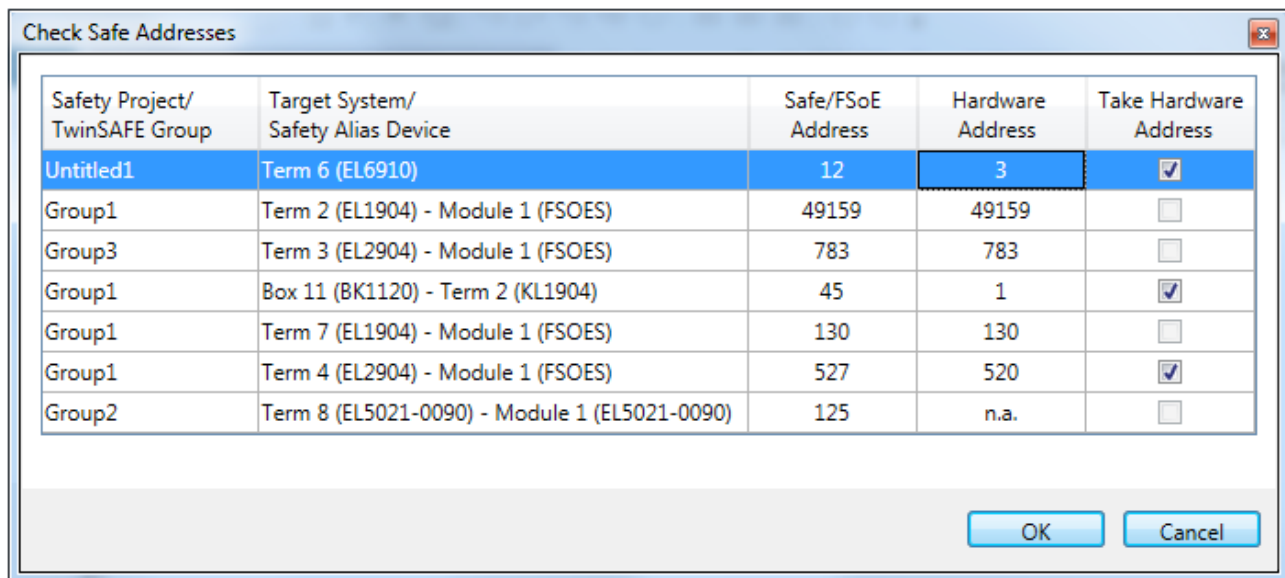 Check Safe Addresses
Safety Project/ Target System/ Safe/FSoE Hardware Take Hardware
TwinSAFE Group Safety Alias Device Address Address Address
Untitled1 Term 6 (EL6910) 12 3
Group1 Term 2 (EL1904) - Module 1 (FSOES) 49159 49159
Group3 Term 3 (EL2904) - Module 1 (FSOES) 783 783
Group1 Box 11 (BK1120) - Term 2 (KL1904) 45 1
Group1 Term 7 (EL1904) - Module 1 (FSOES) 130 130
Group1 Term 4 (EL2904) - Module 1 (FSOES) 527 520
Group2 Term 8 (EL5021-0090) - Module 1 (EL5021-0090) 125 n.a.
OK Cancel